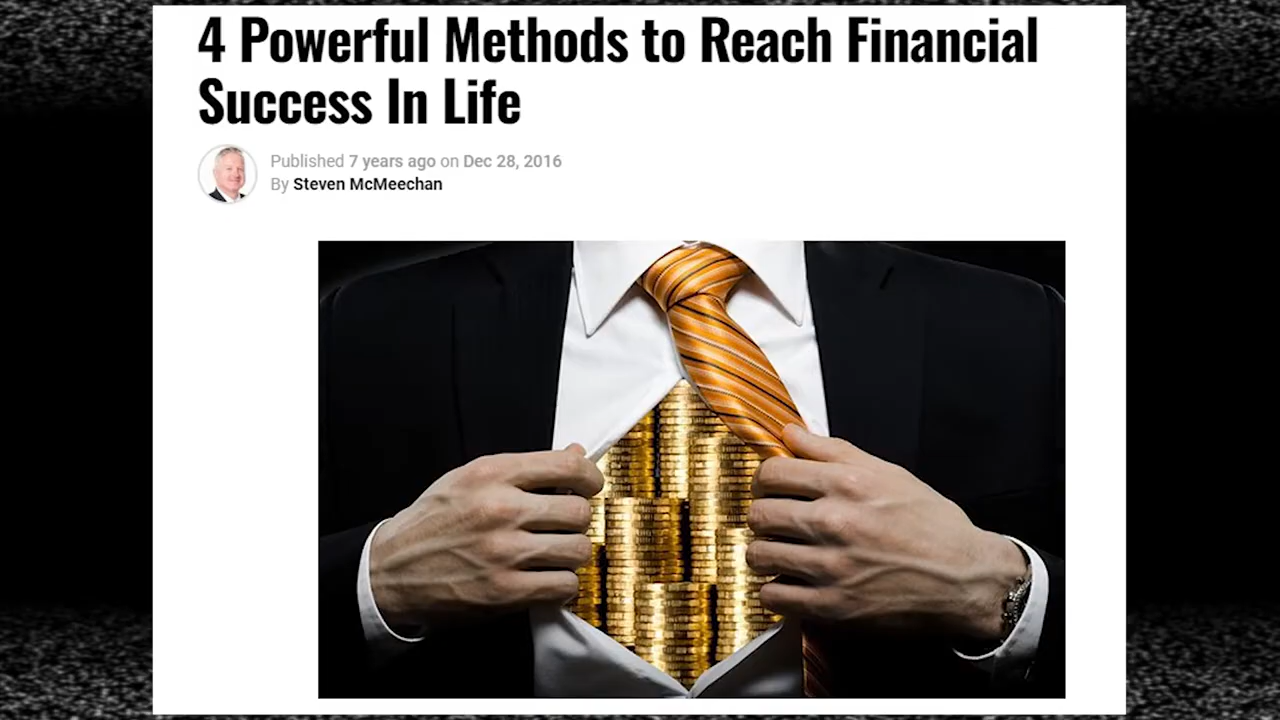 4 Powerful Methods to Reach Financial
Success In Life
Published 7 years ago on Dec 28, 2016
By Steven McMeechan